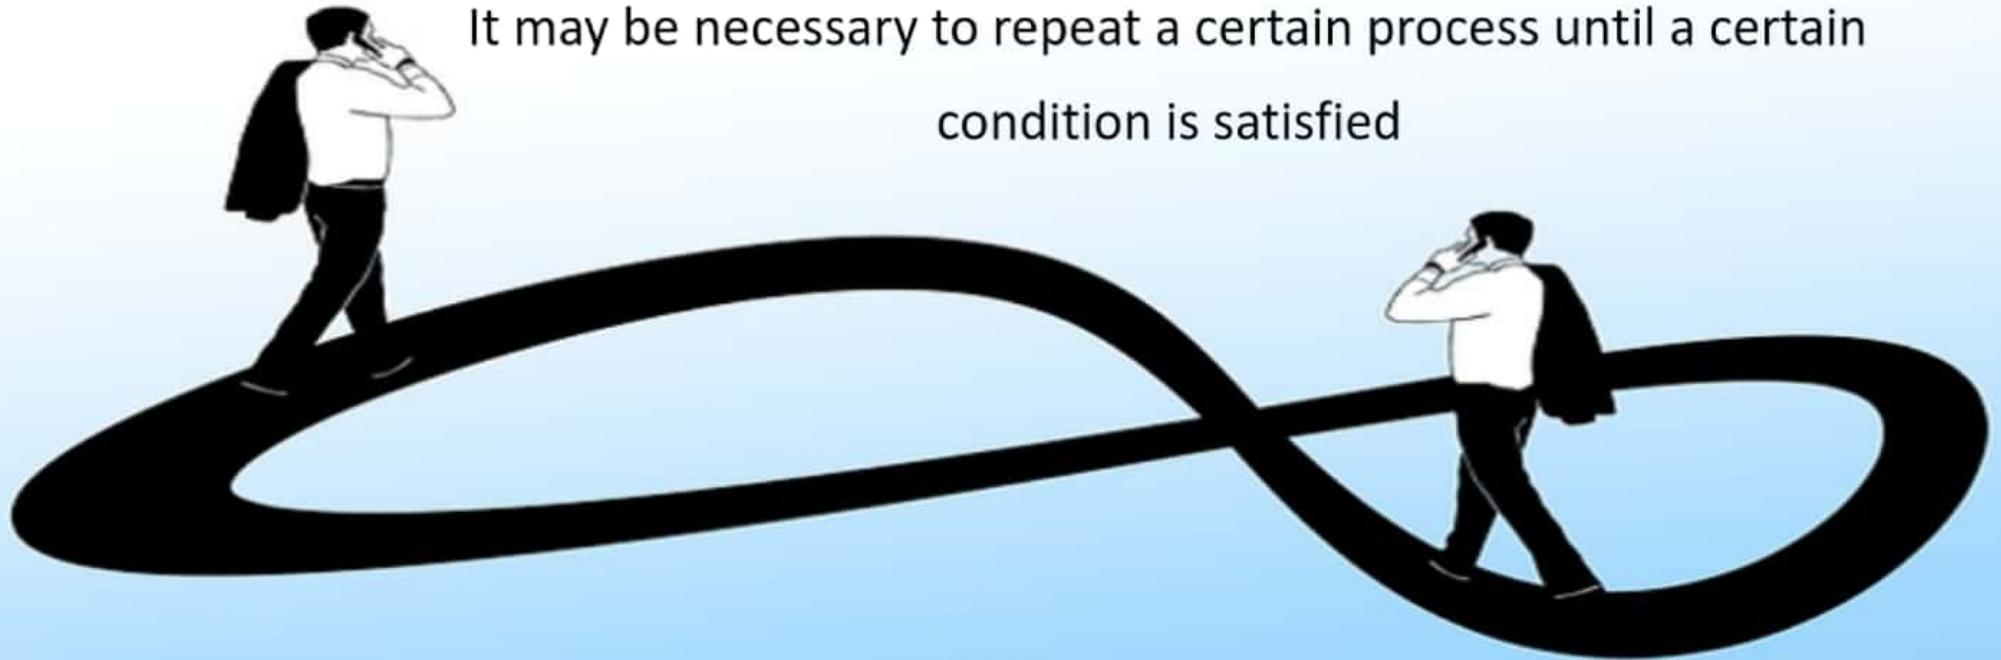 It may be necessary to repeat a certain process until a certain
condition is satisfied